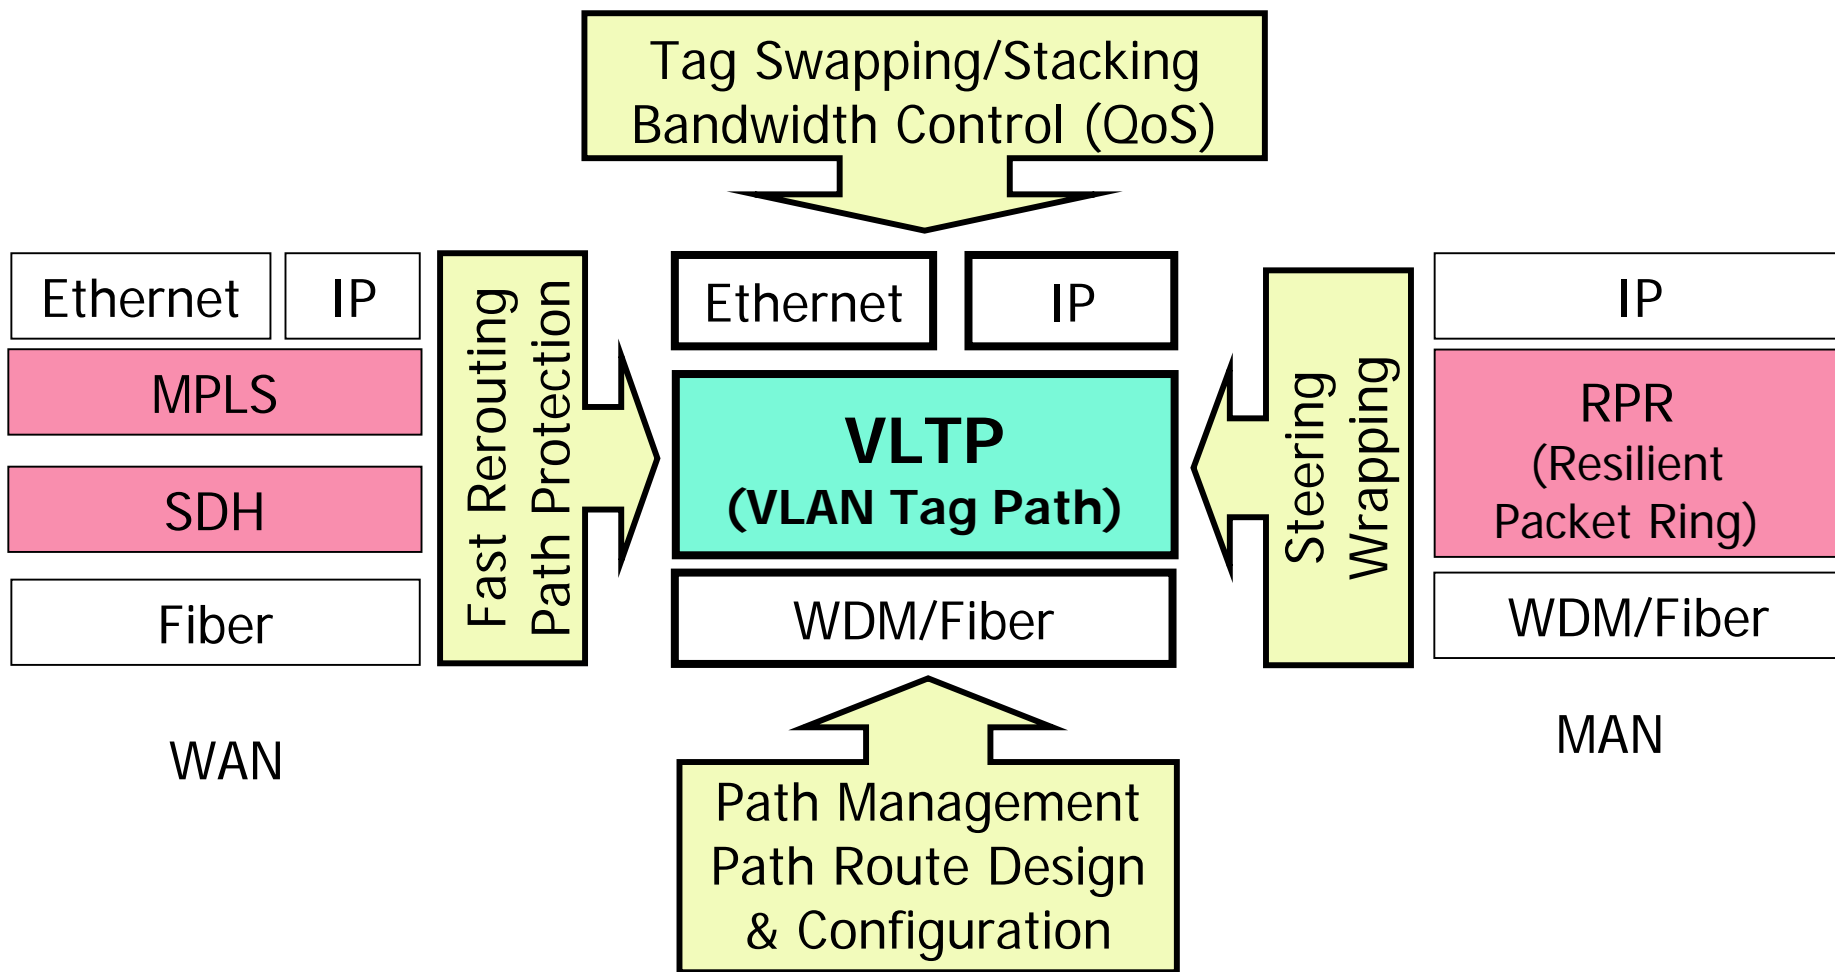 Tag Swapping/Stacking
Bandwidth Control (QoS)
Ethernet
IP
MPLS
SDH
Fiber
WAN
Fast Rerouting
Path Protection
Ethernet
IP
VLTP
(VLAN Tag Path)
WDM/Fiber
Steering
Wrapping
IP
RPR
(Resilient
Packet Ring)
WDM/Fiber
MAN
Path Management
Path Route Design
& Configuration